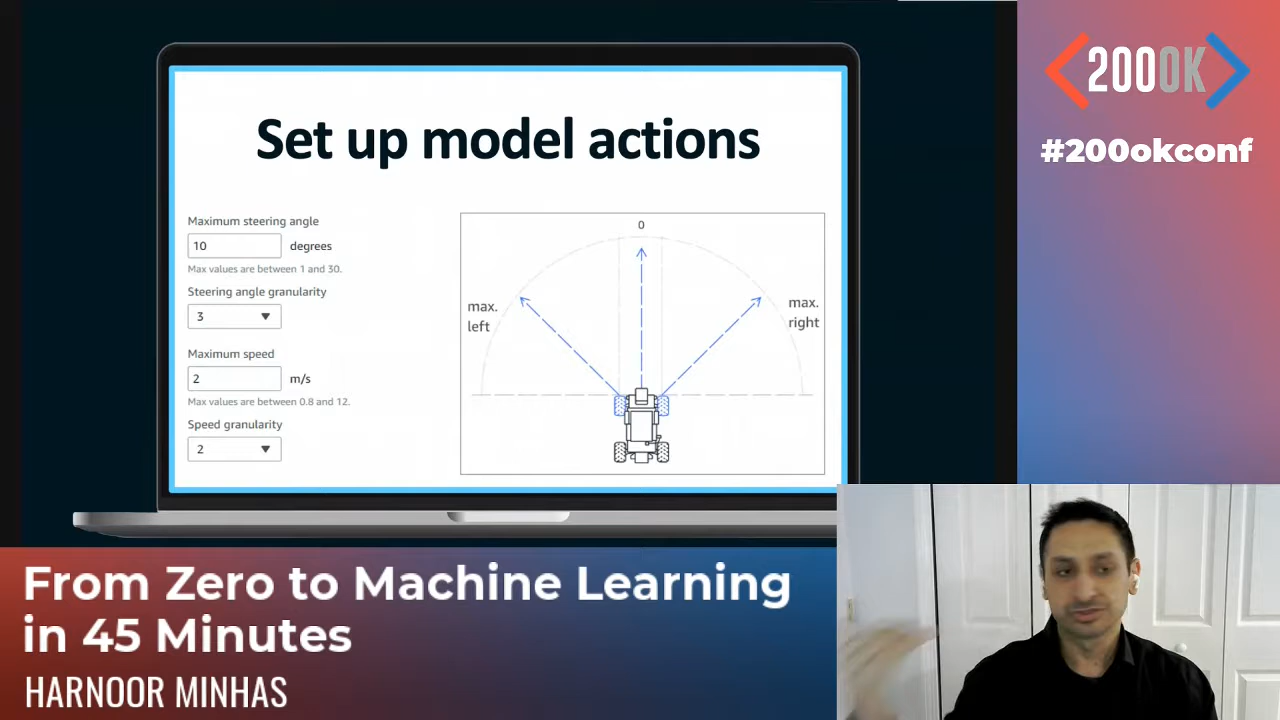 Set up model actions
Maximum steering angle
10 degrees
Max values are between 1 and 30.
Steering angle granularity
3
Maximum speed
2 m/s
Max values are between 0.8 and 12.
Speed granularity
2
0
max.
left
max.
right
<200OK>
#200okconf
From Zero to Machine Learning
in 45 Minutes
HARNOOR MINHAS